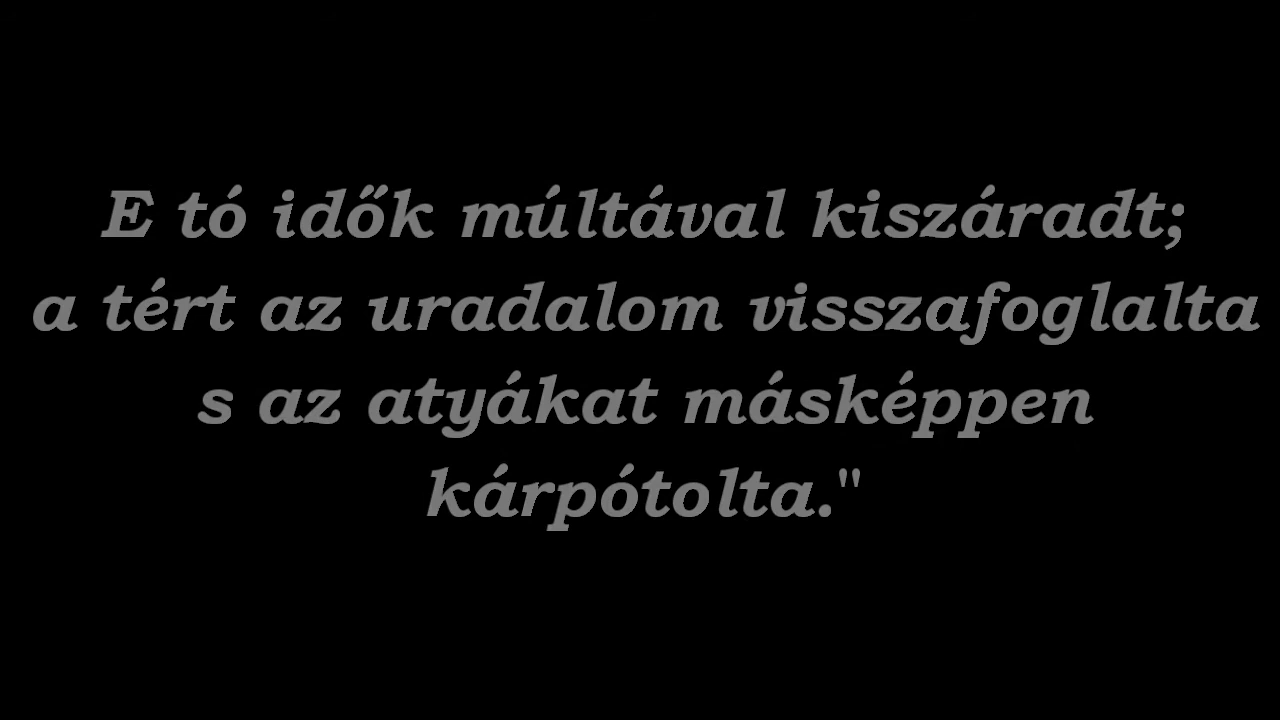 E tó idők múltával kiszáradt;
a tért az uradalom visszafoglalta
s az atyákat másképpen
kárpótolta."